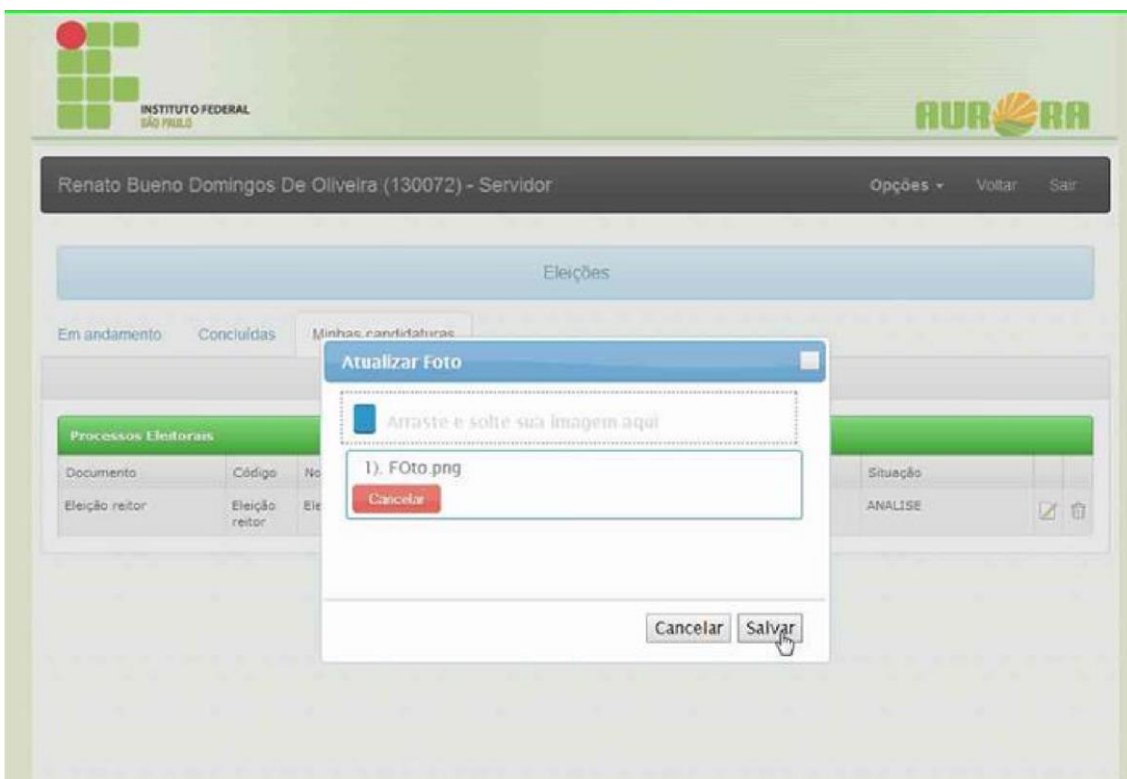 INSTITUTO FEDERAL
SÃO PAULO
AURORA
Renato Bueno Domingos De Oliveira (130072) - Servidor
Opções Voltar Sair
Eleições
Em andamento Concluídas Minhas candidaturas
Atualizar Foto
Arraste e solte sua imagem aqui
Processos Eleitorais
1). FOto.png
Cancelar
Documento Código No Situação
Eleição reitor Eleição reitor Ele ANALISE
Cancelar Salvar